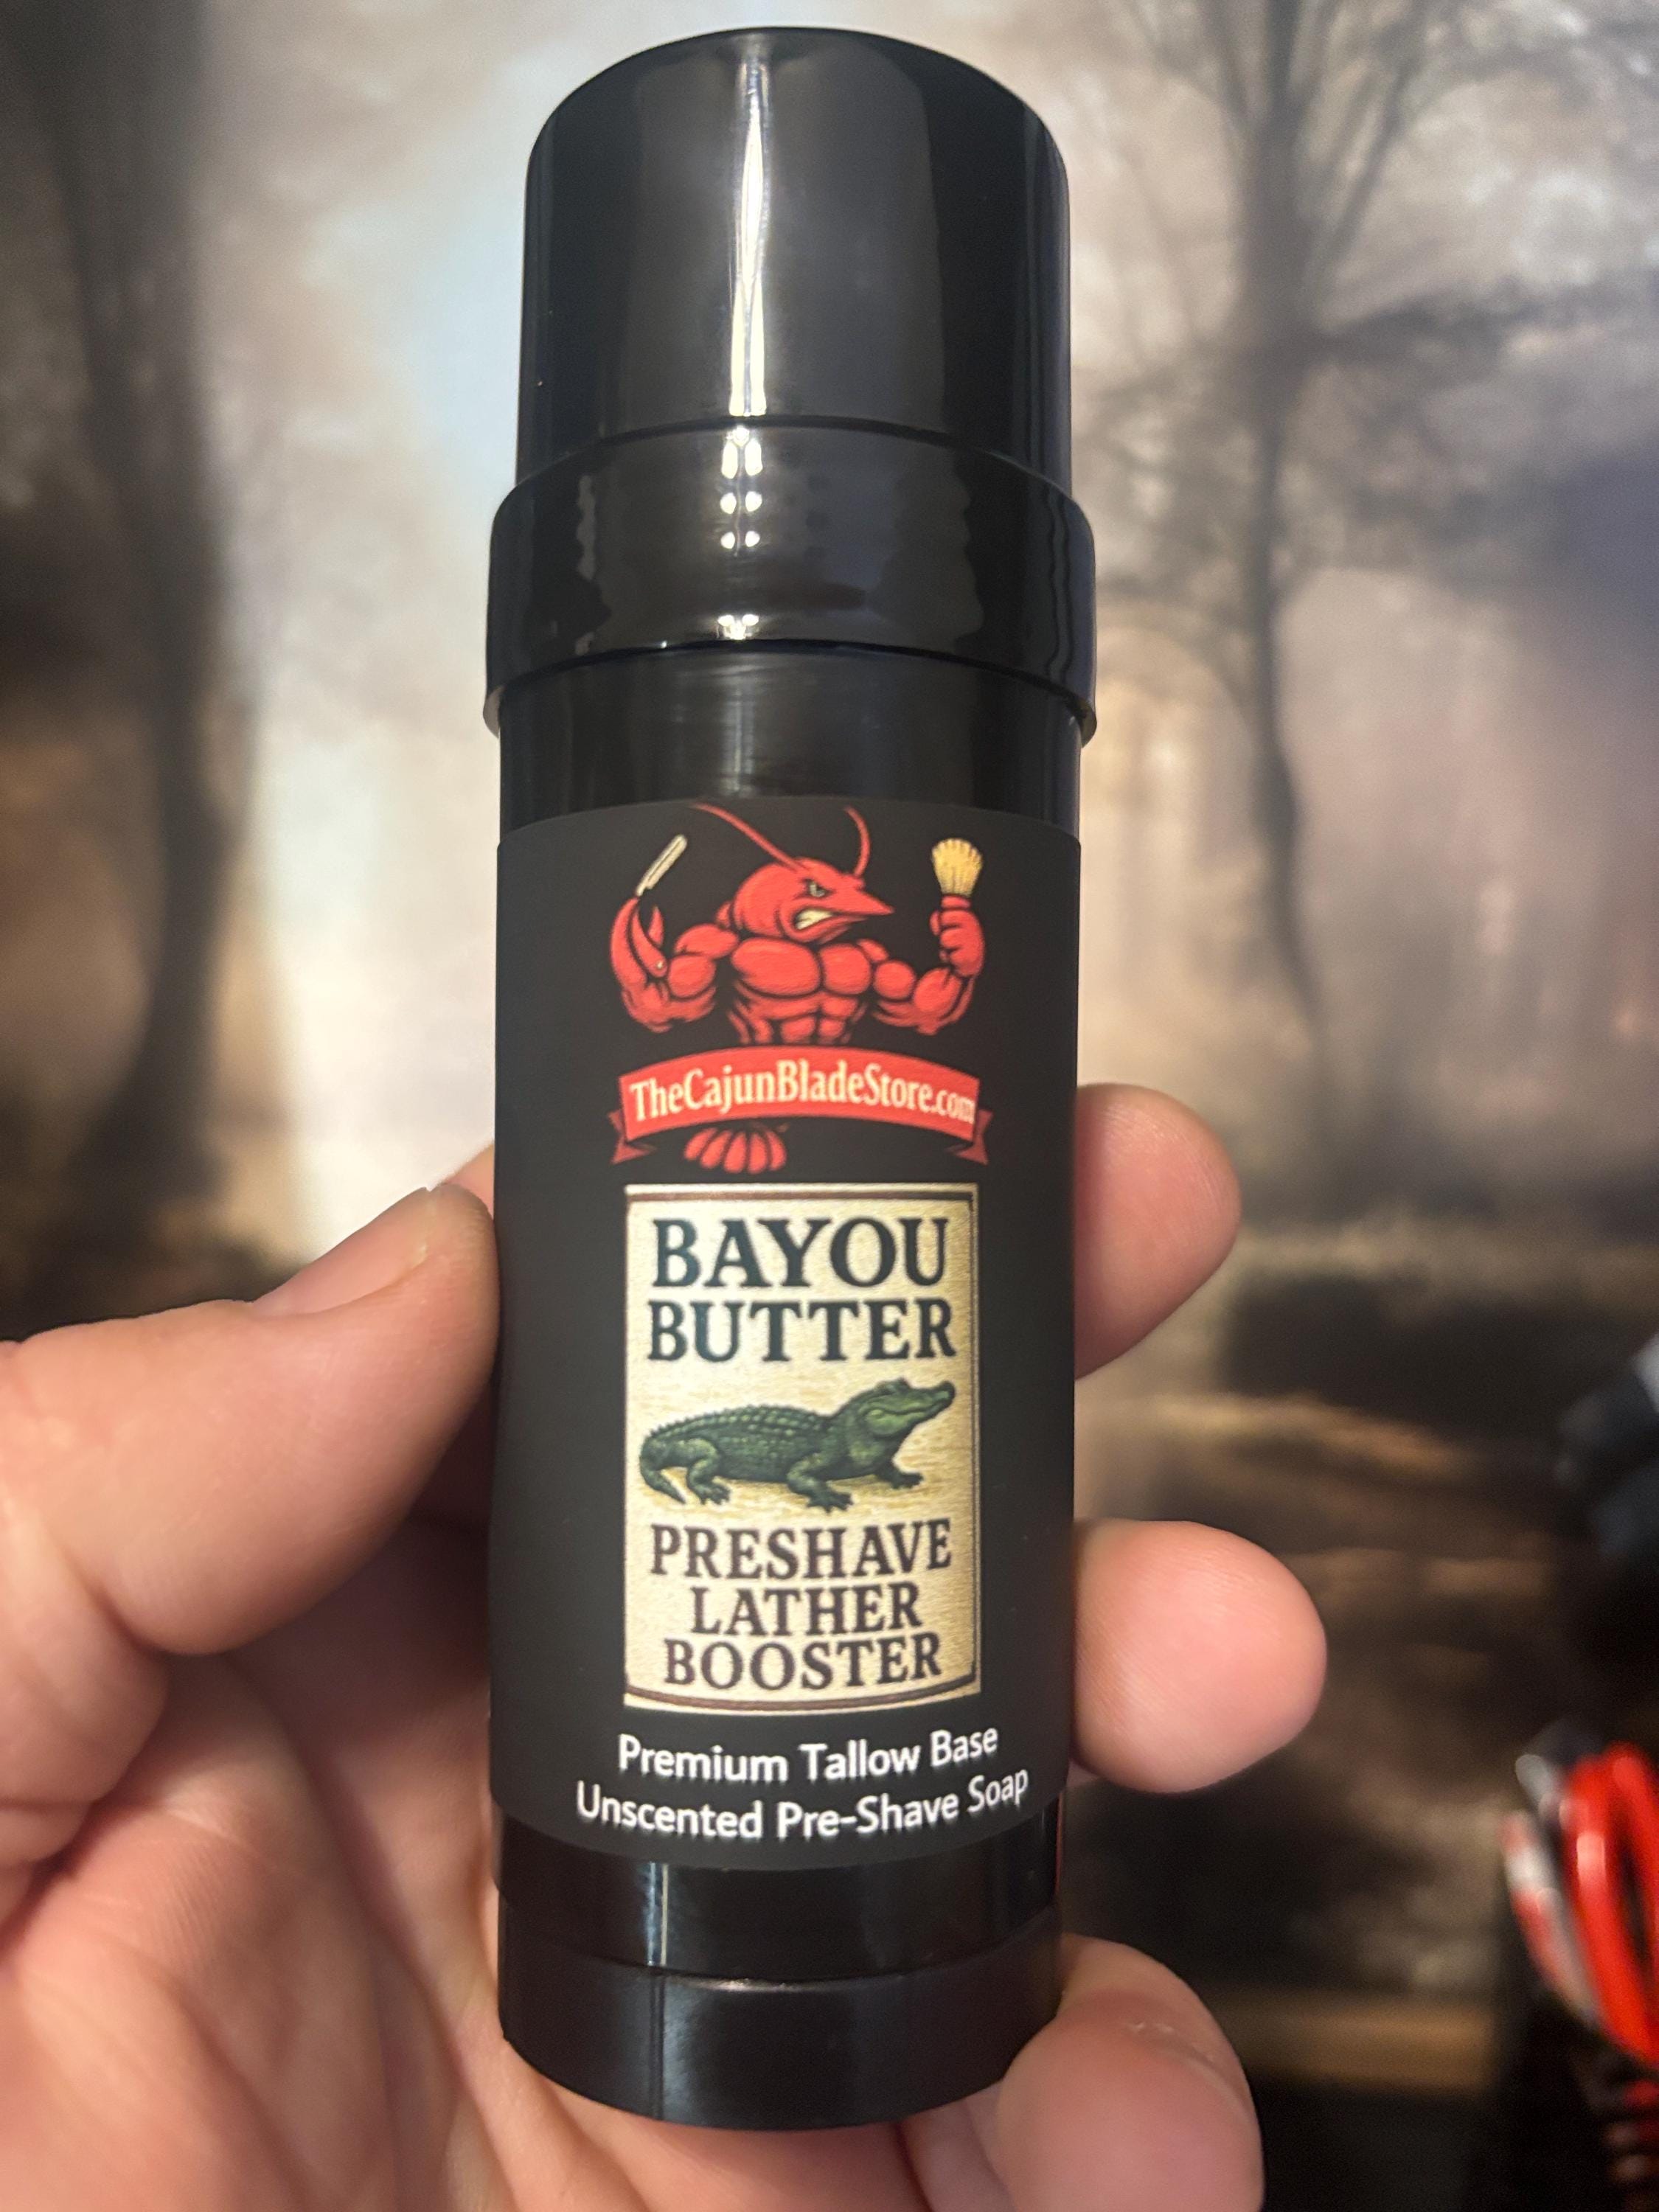 TheCajunBladeStore.com
BAYOU
BUTTER
PRESHAVE
LATHER
BOOSTER
Premium Tallow Base
Unscented Pre-Shave Soap